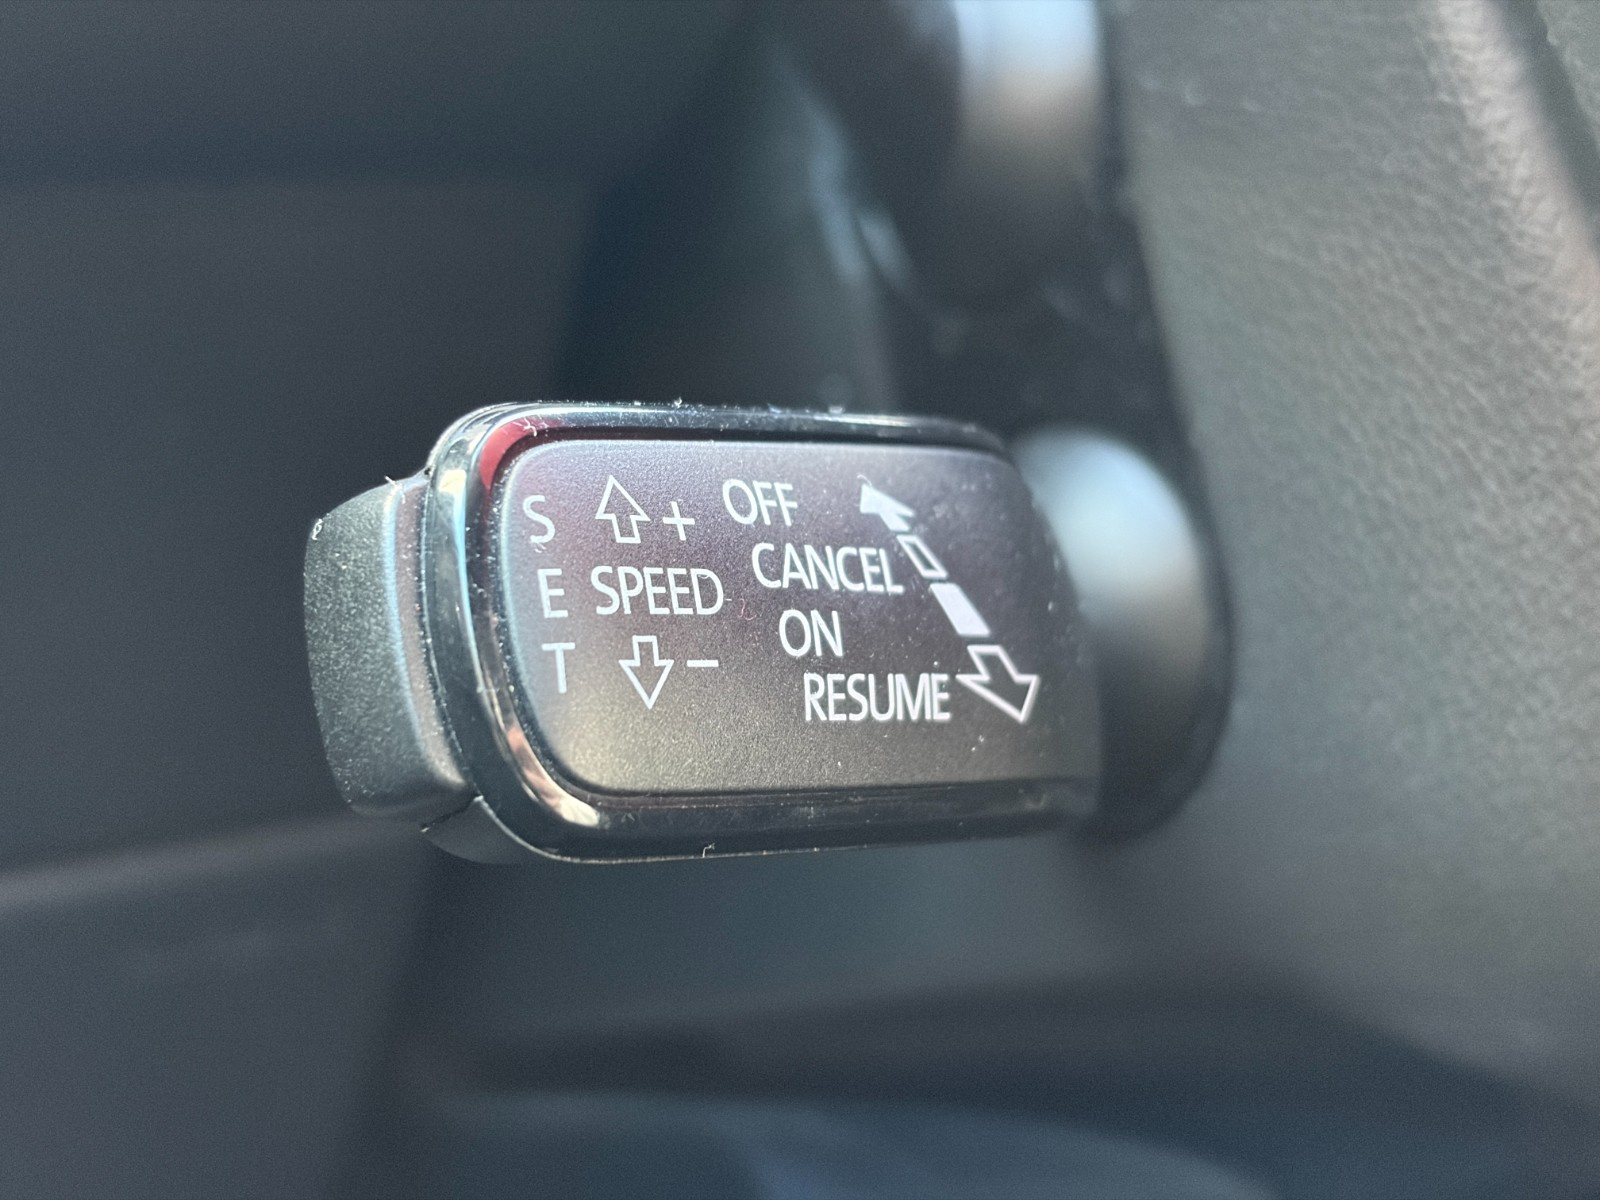 S + OFF
CANCEL
E SPEED
ON
T −
RESUME